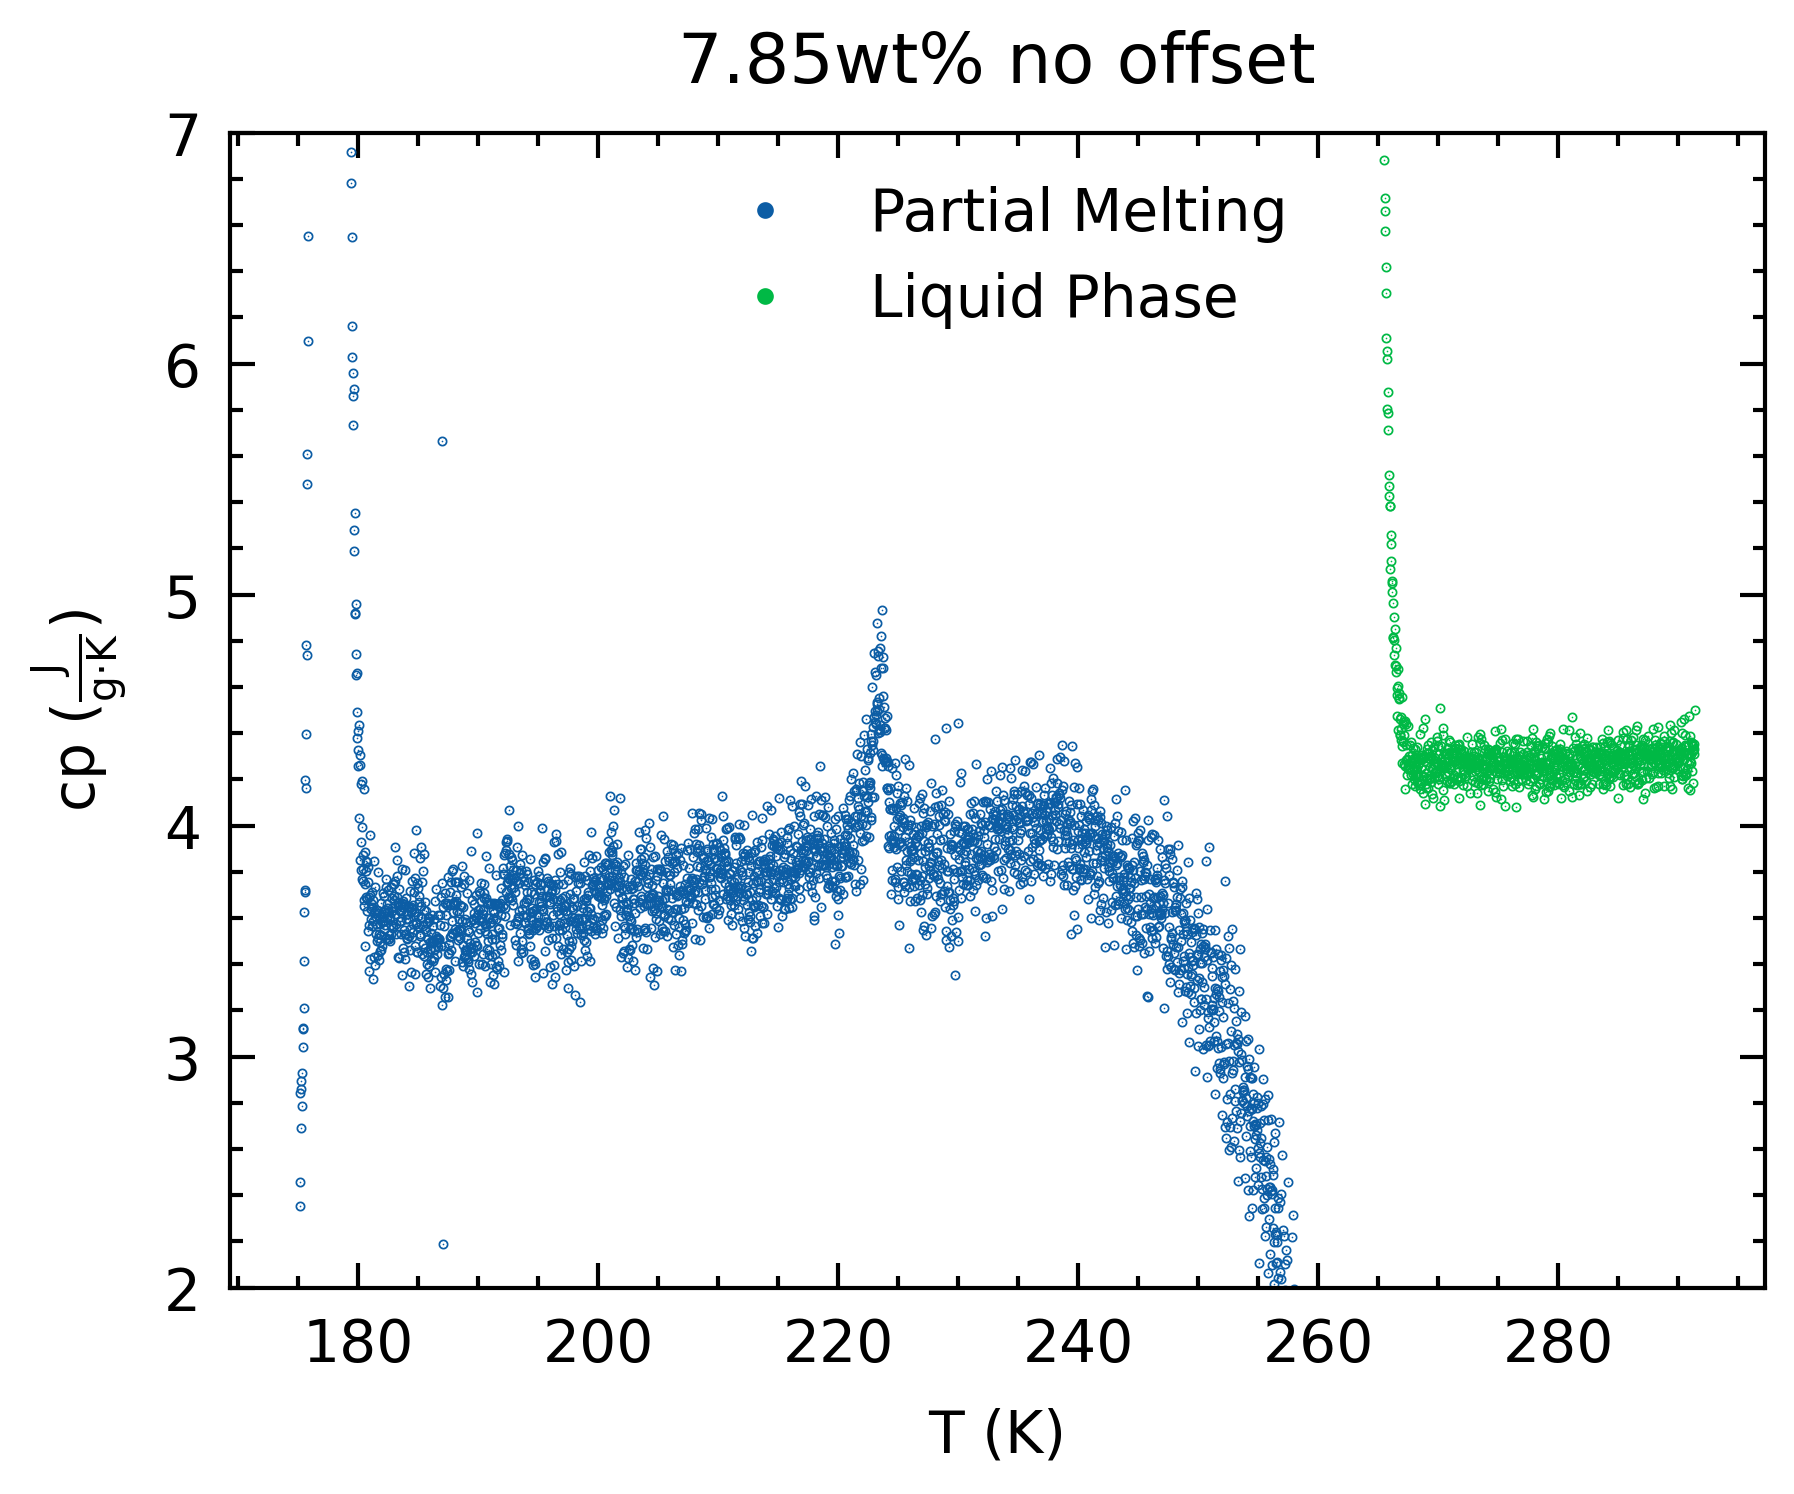 7.85wt% no offset
7
6
5
4
3
2
cp (J/g·K)
Partial Melting
Liquid Phase
180 200 220 240 260 280
T (K)